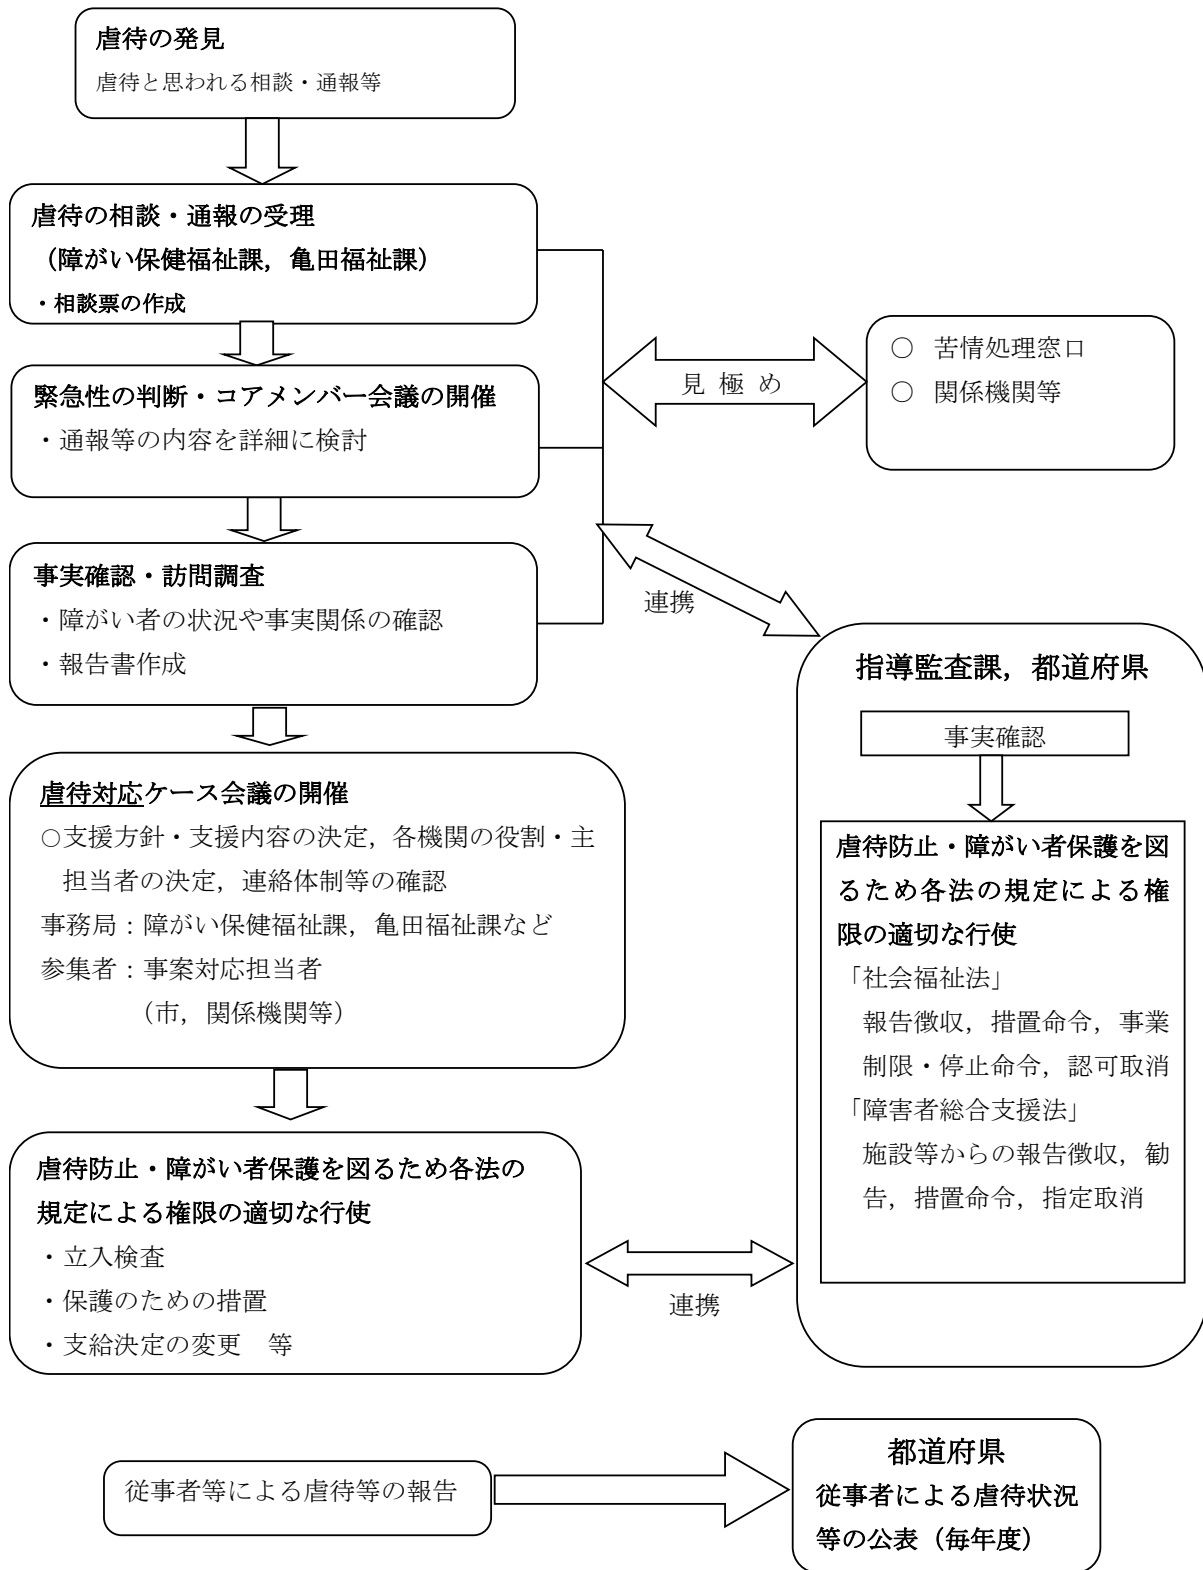 虐待の発見
虐待と思われる相談・通報等
虐待の相談・通報の受理
（障がい保健福祉課，亀田福祉課）
・相談票の作成
緊急性の判断・コアメンバー会議の開催
・通報等の内容を詳細に検討
見 極 め
○　苦情処理窓口
○　関係機関等
事実確認・訪問調査
・障がい者の状況や事実関係の確認
・報告書作成
連携
虐待対応ケース会議の開催
○支援方針・支援内容の決定，各機関の役割・主
担当者の決定，連絡体制等の確認
事務局：障がい保健福祉課，亀田福祉課など
参集者：事案対応担当者
（市，関係機関等）
虐待防止・障がい者保護を図るため各法の
規定による権限の適切な行使
・立入検査
・保護のための措置
・支給決定の変更　等
連携
指導監査課，都道府県
事実確認
虐待防止・障がい者保護を図
るため各法の規定による権
限の適切な行使
「社会福祉法」
報告徴収，措置命令，事業
制限・停止命令，認可取消
「障害者総合支援法」
施設等からの報告徴収，勧
告，措置命令，指定取消
従事者等による虐待等の報告
都道府県
従事者による虐待状況
等の公表（毎年度）